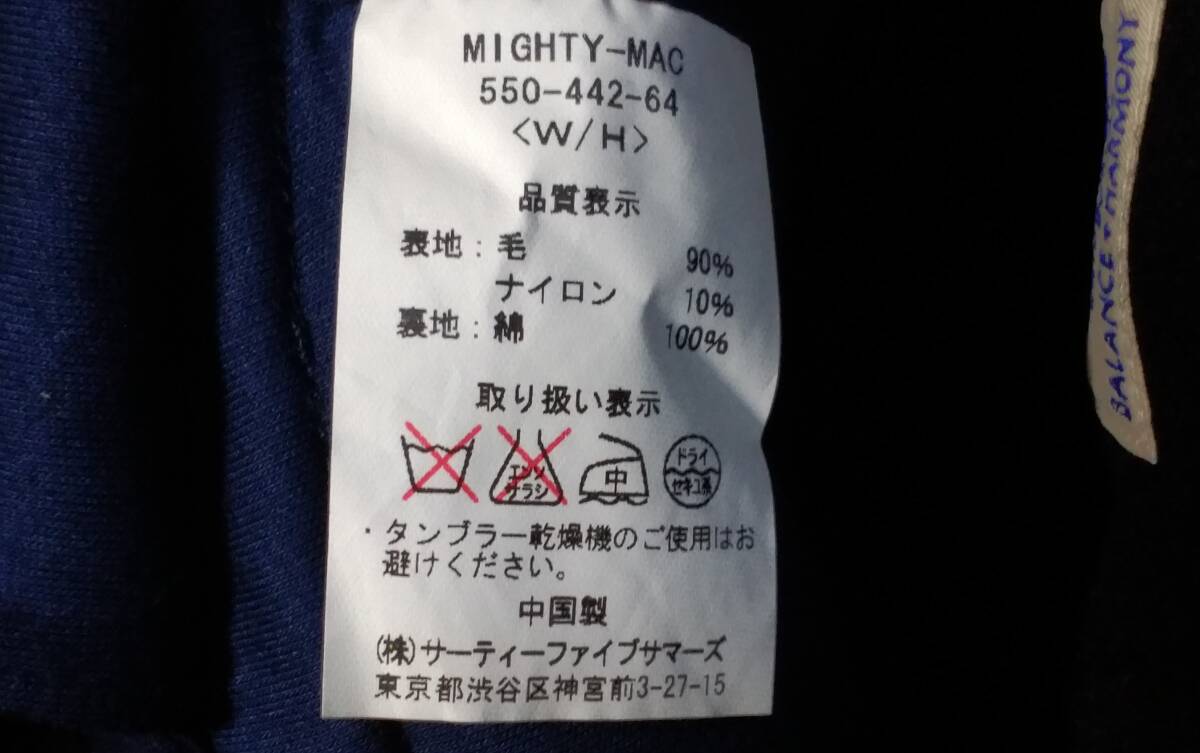 MIGHTY-MAC
550-442-64
<W/H>
品質表示
表地:毛 90%
ナイロン 10%
裏地:綿 100%
取り扱い表示
エンソ
サラシ
中
ドライ
セキユ系
・タンブラー乾燥機のご使用はお
避けください。
中国製
(株)サーティーファイブサマーズ
東京都渋谷区神宮前3-27-15
BALANCE + HARMONY